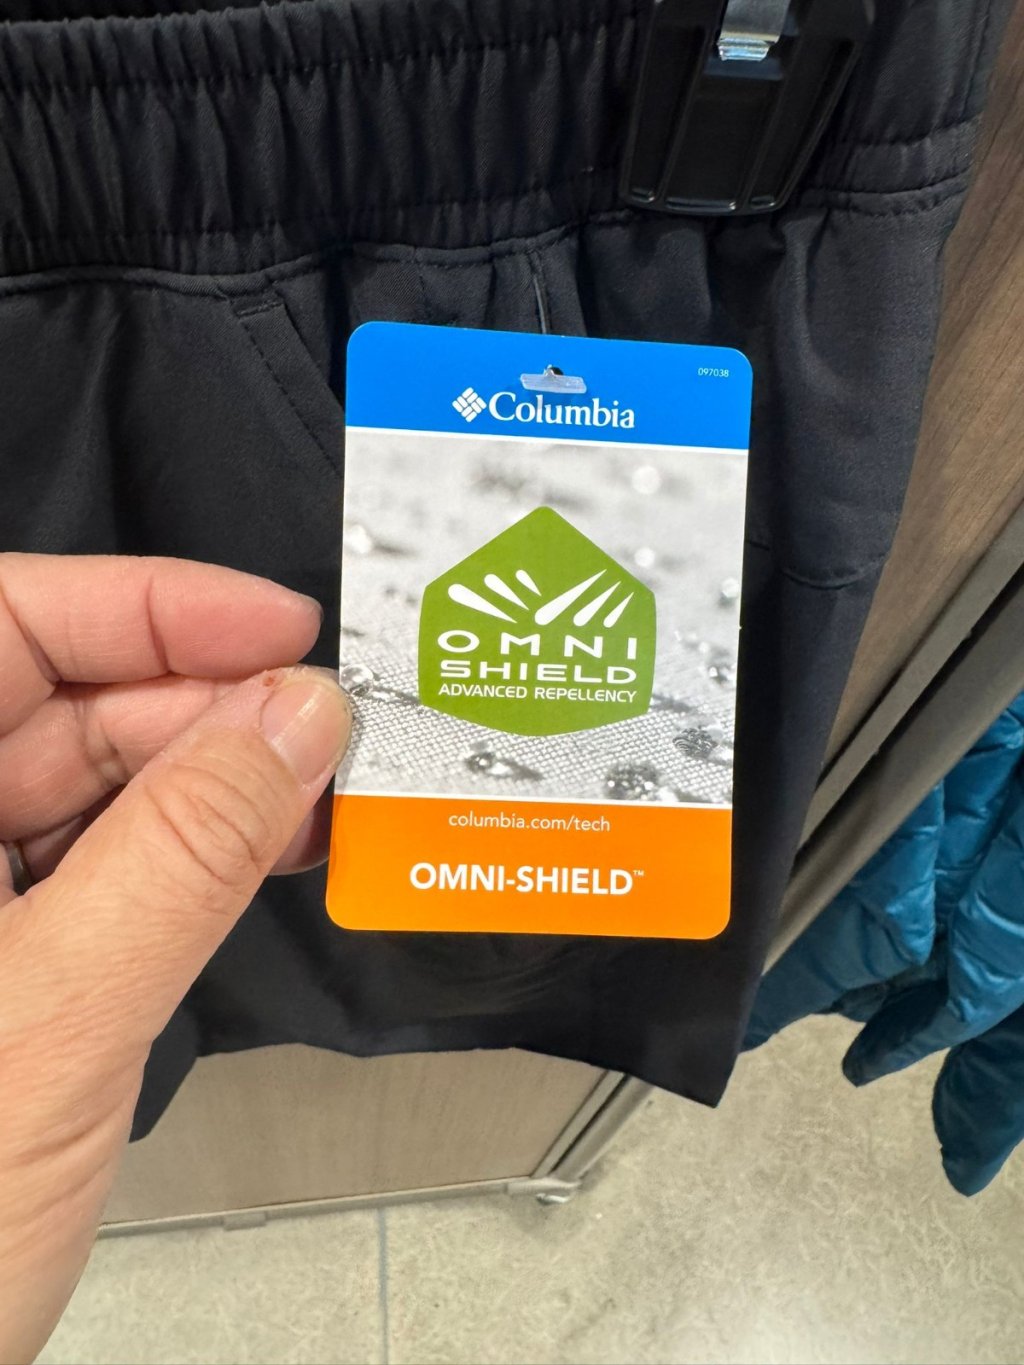 097038
Columbia
OMNI
SHIELD
ADVANCED REPELLENCY
columbia.com/tech
OMNI-SHIELD™